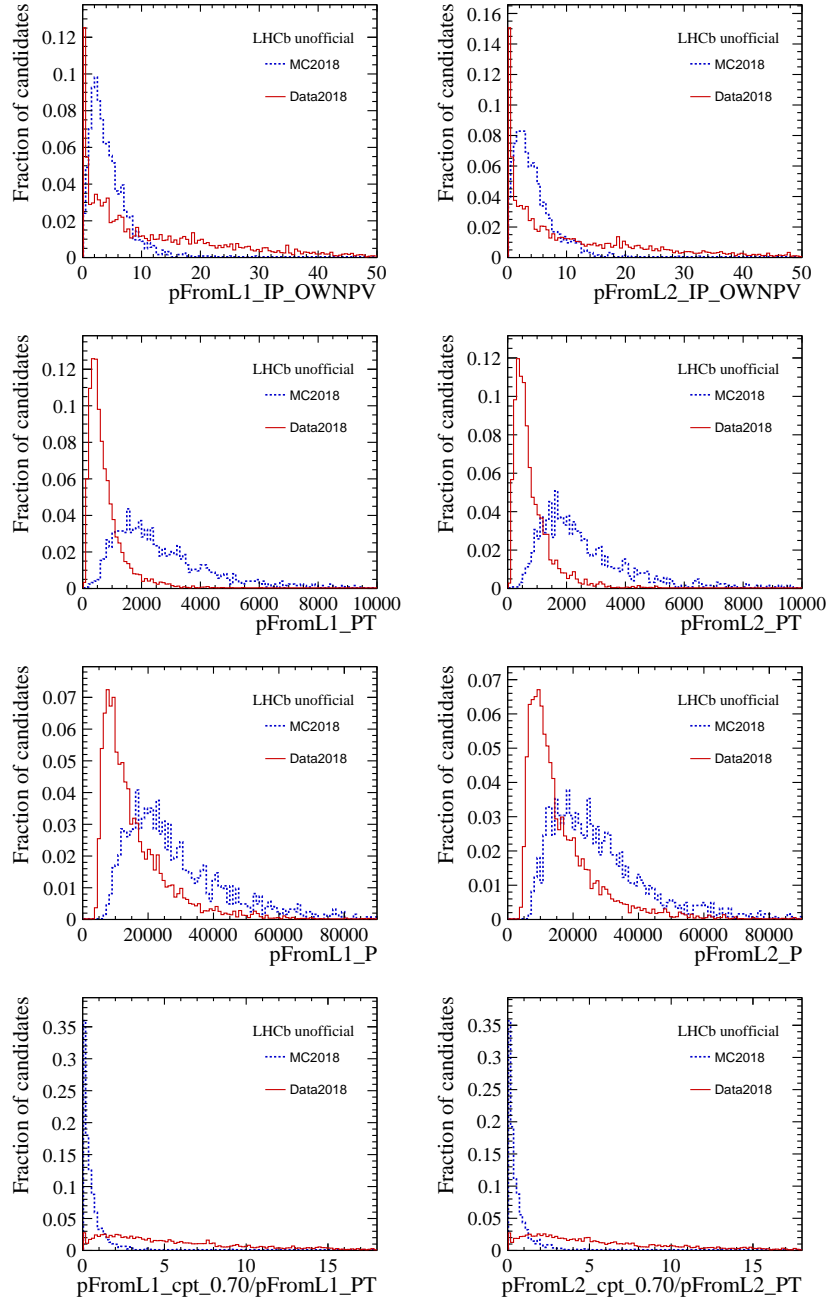 Fraction of candidates
0.12
0.1
0.08
0.06
0.04
0.02
0
LHCb unofficial
MC2018
Data2018
0 10 20 30 40 50
pFromL1_IP_OWNPV
Fraction of candidates
0.16
0.14
0.12
0.1
0.08
0.06
0.04
0.02
0
LHCb unofficial
MC2018
Data2018
0 10 20 30 40 50
pFromL2_IP_OWNPV
Fraction of candidates
0.12
0.1
0.08
0.06
0.04
0.02
0
LHCb unofficial
MC2018
Data2018
0 2000 4000 6000 8000 10000
pFromL1_PT
Fraction of candidates
0.12
0.1
0.08
0.06
0.04
0.02
0
LHCb unofficial
MC2018
Data2018
0 2000 4000 6000 8000 10000
pFromL2_PT
Fraction of candidates
0.07
0.06
0.05
0.04
0.03
0.02
0.01
0
LHCb unofficial
MC2018
Data2018
0 20000 40000 60000 80000
pFromL1_P
Fraction of candidates
0.07
0.06
0.05
0.04
0.03
0.02
0.01
0
LHCb unofficial
MC2018
Data2018
0 20000 40000 60000 80000
pFromL2_P
Fraction of candidates
0.35
0.3
0.25
0.2
0.15
0.1
0.05
0
LHCb unofficial
MC2018
Data2018
0 5 10 15
pFromL1_cpt_0.70/pFromL1_PT
Fraction of candidates
0.35
0.3
0.25
0.2
0.15
0.1
0.05
0
LHCb unofficial
MC2018
Data2018
0 5 10 15
pFromL2_cpt_0.70/pFromL2_PT